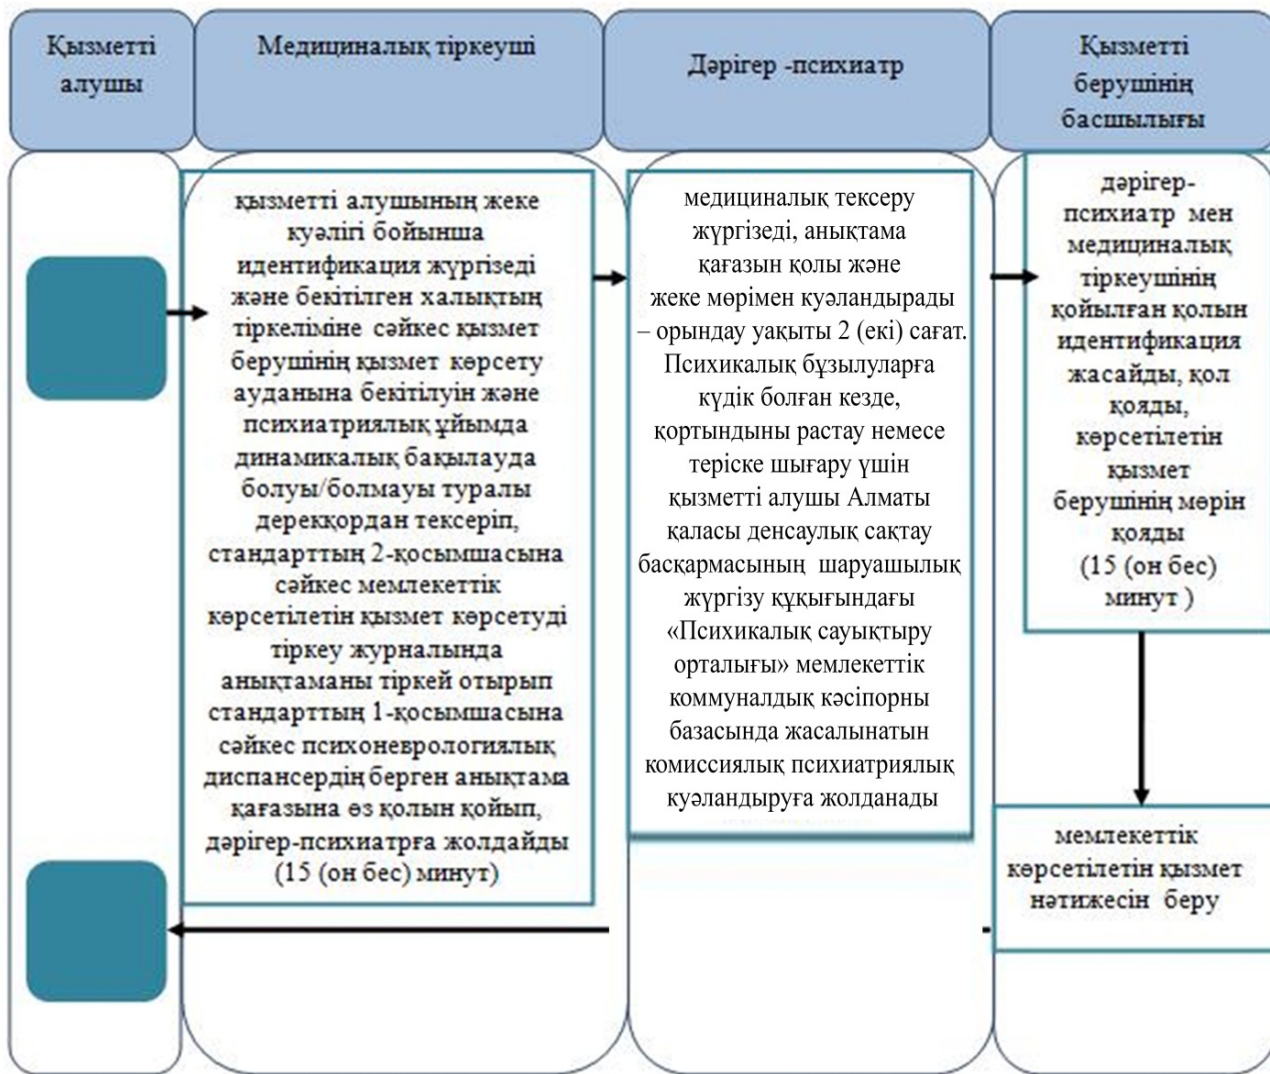 Қызметті
алушы
Медициналық тіркеуші
Дәрігер -психиатр
Қызметті
берушінің
басшылығы
қызметті алушының жеке
куәлігі бойынша
идентификация жүргізеді
және бекітілген халықтың
тіркеліміне сәйкес қызмет
берушінің қызмет көрсету
ауданына бекітілуін және
психиатриялық ұйымда
динамикалық бақылауда
болуы/болмауы туралы
дерекқордан тексеріп,
стандарттың 2-қосымшасына
сәйкес мемлекеттік
көрсетілетін қызмет көрсетуді
тіркеу журналында
анықтаманы тіркей отырып
стандарттың 1-қосымшасына
сәйкес психоневрологиялық
диспансердің берген анықтама
қағазына өз қолын қойып,
дәрігер-психиатрға жолдайды
(15 (он бес) минут)
медициналық тексеру
жүргізеді, анықтама
қағазын қолы және
жеке мөрімен куәландырады
– орындау уақыты 2 (екі) сағат.
Психикалық бұзылуларға
күдік болған кезде,
қортындыны растау немесе
теріске шығару үшін
қызметті алушы Алматы
қаласы денсаулық сақтау
басқармасының шаруашылық
жүргізу құқығындағы
«Психикалық сауықтыру
орталығы» мемлекеттік
коммуналдық кәсіпорны
базасында жасалынатын
комиссиялық психиатриялық
куәландыруға жолданады
дәрігер-
психиатр мен
медициналық
тіркеушінің
қойылған қолын
идентификация
жасайды, қол
қояды,
көрсетілетін
қызмет
берушінің мөрін
қояды
(15 (он бес)
минут )
мемлекеттік
көрсетілетін қызмет
нәтижесін беру